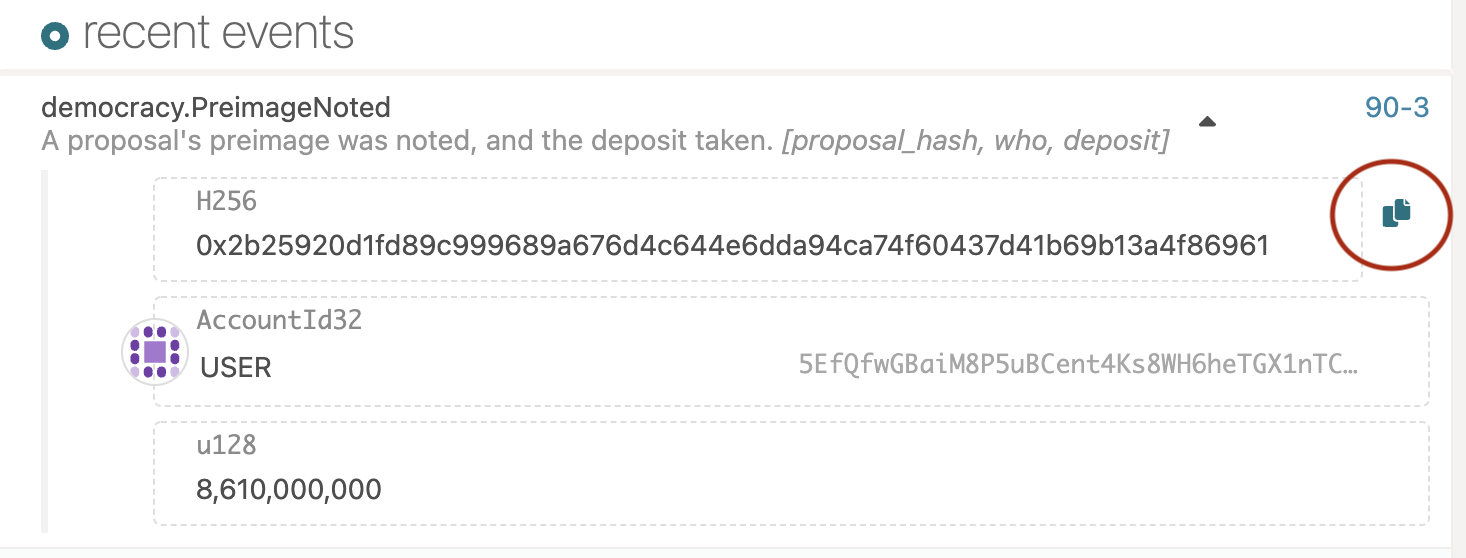 recent events
democracy.PreimageNoted
90-3
A proposal's preimage was noted, and the deposit taken. [proposal_hash, who, deposit]
H256
0x2b25920d1fd89c999689a676d4c644e6dda94ca74f60437d41b69b13a4f86961
AccountId32
USER
5EfQfwGBaiM8P5uBCent4Ks8WH6heTGX1nTC…
u128
8,610,000,000